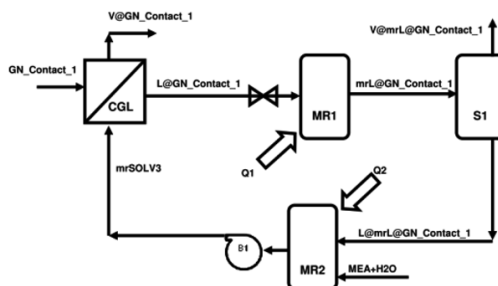 V@GN_Contact_1
V@mrL@GN_Contact_1
GN_Contact_1
L@GN_Contact_1
mrL@GN_Contact_1
CGL
MR1
S1
mrSOLV3
Q1
Q2
L@mrL@GN_Contact_1
B1
MR2
MEA+H2O